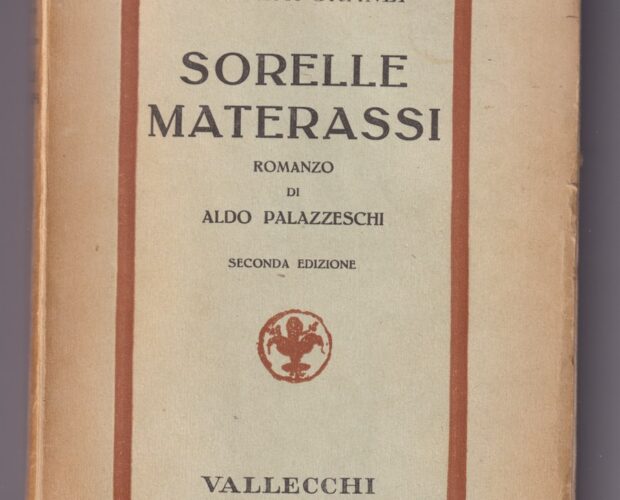 SORELLE
MATERASSI
ROMANZO
DI
ALDO PALAZZESCHI
SECONDA EDIZIONE
VALLECCHI